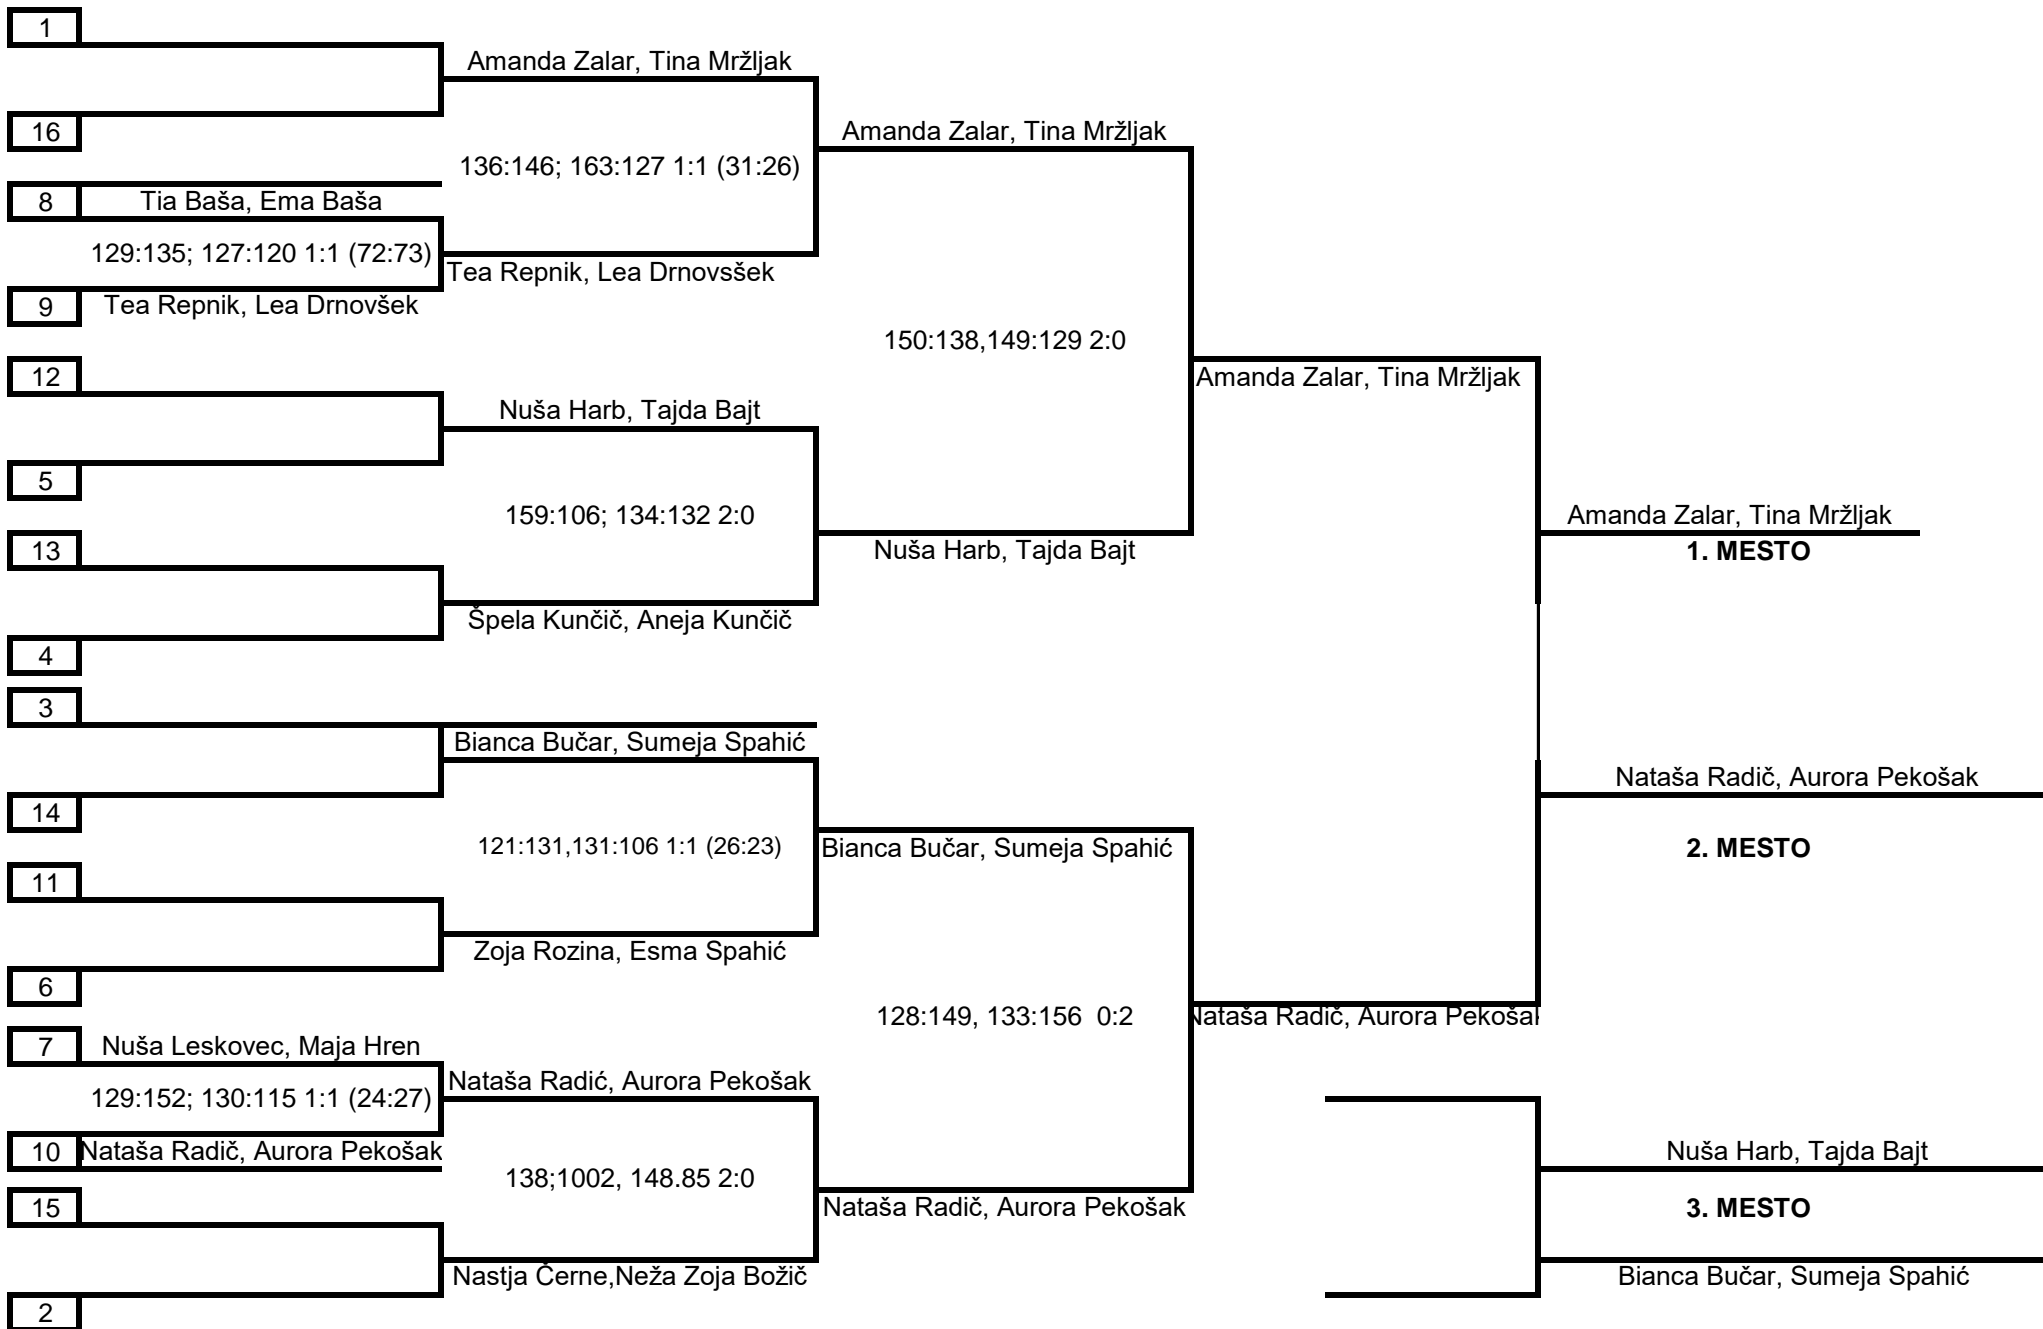 1
Amanda Zalar, Tina Mržljak
16
Amanda Zalar, Tina Mržljak
136:146; 163:127 1:1 (31:26)
8 Tia Baša, Ema Baša
129:135; 127:120 1:1 (72:73)
Tea Repnik, Lea Drnovsšek
9 Tea Repnik, Lea Drnovšek
150:138,149:129 2:0
12
Amanda Zalar, Tina Mržljak
Nuša Harb, Tajda Bajt
5
159:106; 134:132 2:0
Amanda Zalar, Tina Mržljak
13
Nuša Harb, Tajda Bajt
1. MESTO
Špela Kunčič, Aneja Kunčič
4
3
Bianca Bučar, Sumeja Spahić
Nataša Radič, Aurora Pekošak
14
121:131,131:106 1:1 (26:23)
Bianca Bučar, Sumeja Spahić
2. MESTO
11
Zoja Rozina, Esma Spahić
6
128:149, 133:156 0:2
Nataša Radič, Aurora Pekošak
7 Nuša Leskovec, Maja Hren
Nataša Radić, Aurora Pekošak
129:152; 130:115 1:1 (24:27)
10 Nataša Radič, Aurora Pekošak
Nuša Harb, Tajda Bajt
138;1002, 148.85 2:0
15
Nataša Radič, Aurora Pekošak
3. MESTO
Nastja Černe,Neža Zoja Božič
Bianca Bučar, Sumeja Spahić
2